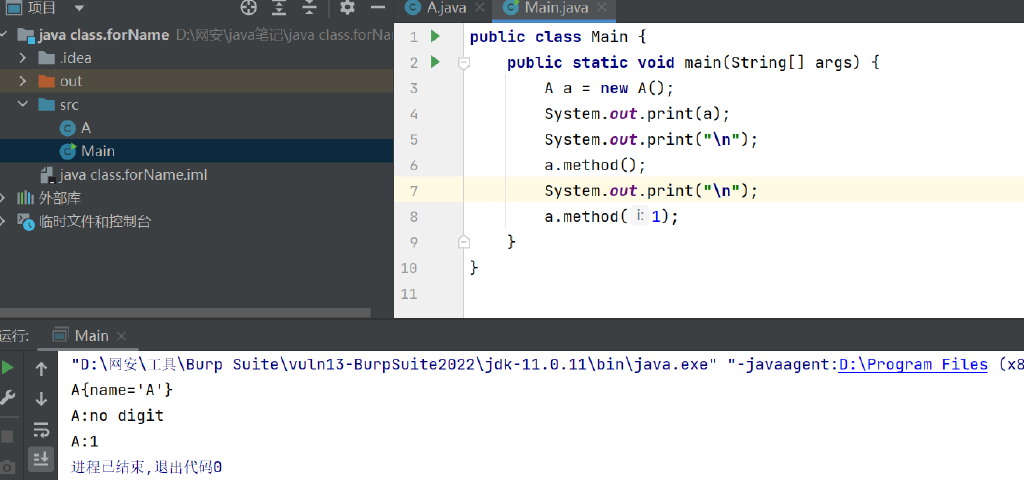 项目
java class.forName D:\网安\java笔记\java class.forNa
.idea
out
src
A
Main
java class.forName.iml
外部库
临时文件和控制台
A.java
Main.java
1 public class Main {
2 public static void main(String[] args) {
3 A a = new A();
4 System.out.print(a);
5 System.out.print("\n");
6 a.method();
7 System.out.print("\n");
8 a.method( i: 1);
9 }
10 }
11
运行: Main
"D:\网安\工具\Burp Suite\vuln13-BurpSuite2022\jdk-11.0.11\bin\java.exe" "-javaagent:D:\Program Files (x8
A{name='A'}
A:no digit
A:1
进程已结束,退出代码0